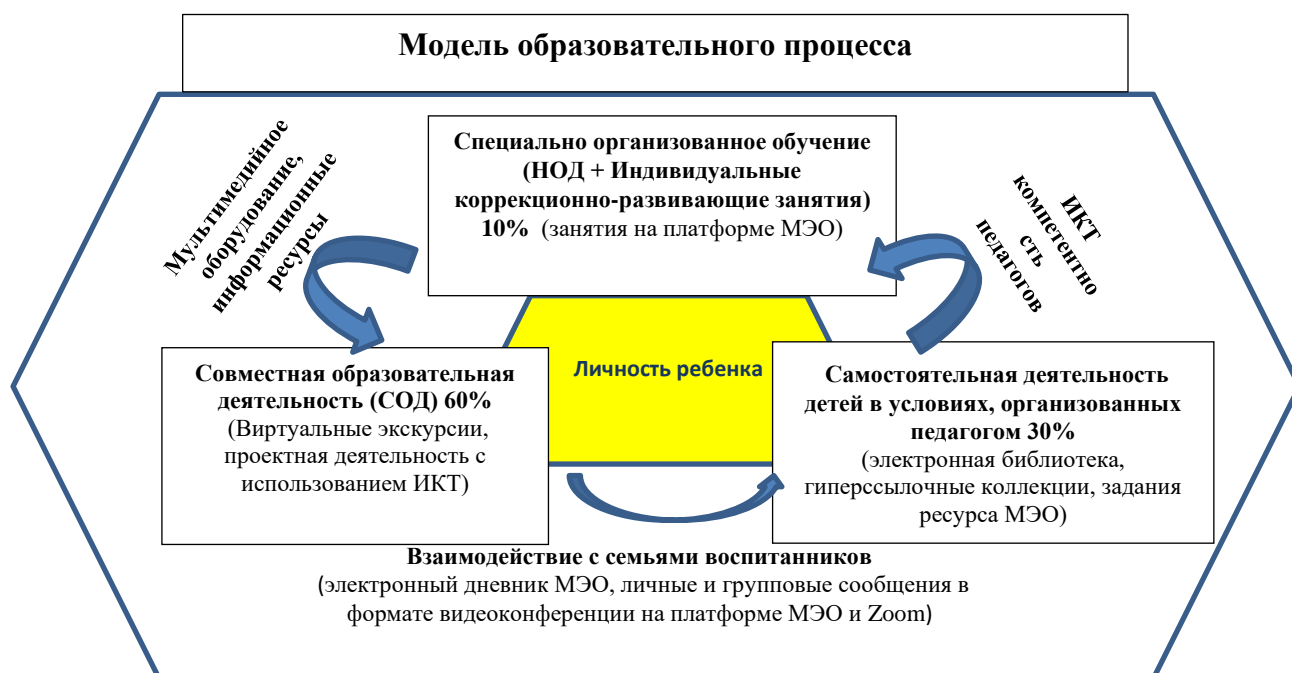 Модель образовательного процесса
Мультимедийное
оборудование,
информационные
ресурсы
Специально организованное обучение
(НОД + Индивидуальные
коррекционно-развивающие занятия)
10% (занятия на платформе МЭО)
ИКТ
компетентно
сть
педагогов
Совместная образовательная
деятельность (СОД) 60%
(Виртуальные экскурсии,
проектная деятельность с
использованием ИКТ)
Личность ребенка
Самостоятельная деятельность
детей в условиях, организованных
педагогом 30%
(электронная библиотека,
гиперссылочные коллекции, задания
ресурса МЭО)
Взаимодействие с семьями воспитанников
(электронный дневник МЭО, личные и групповые сообщения в
формате видеоконференции на платформе МЭО и Zoom)